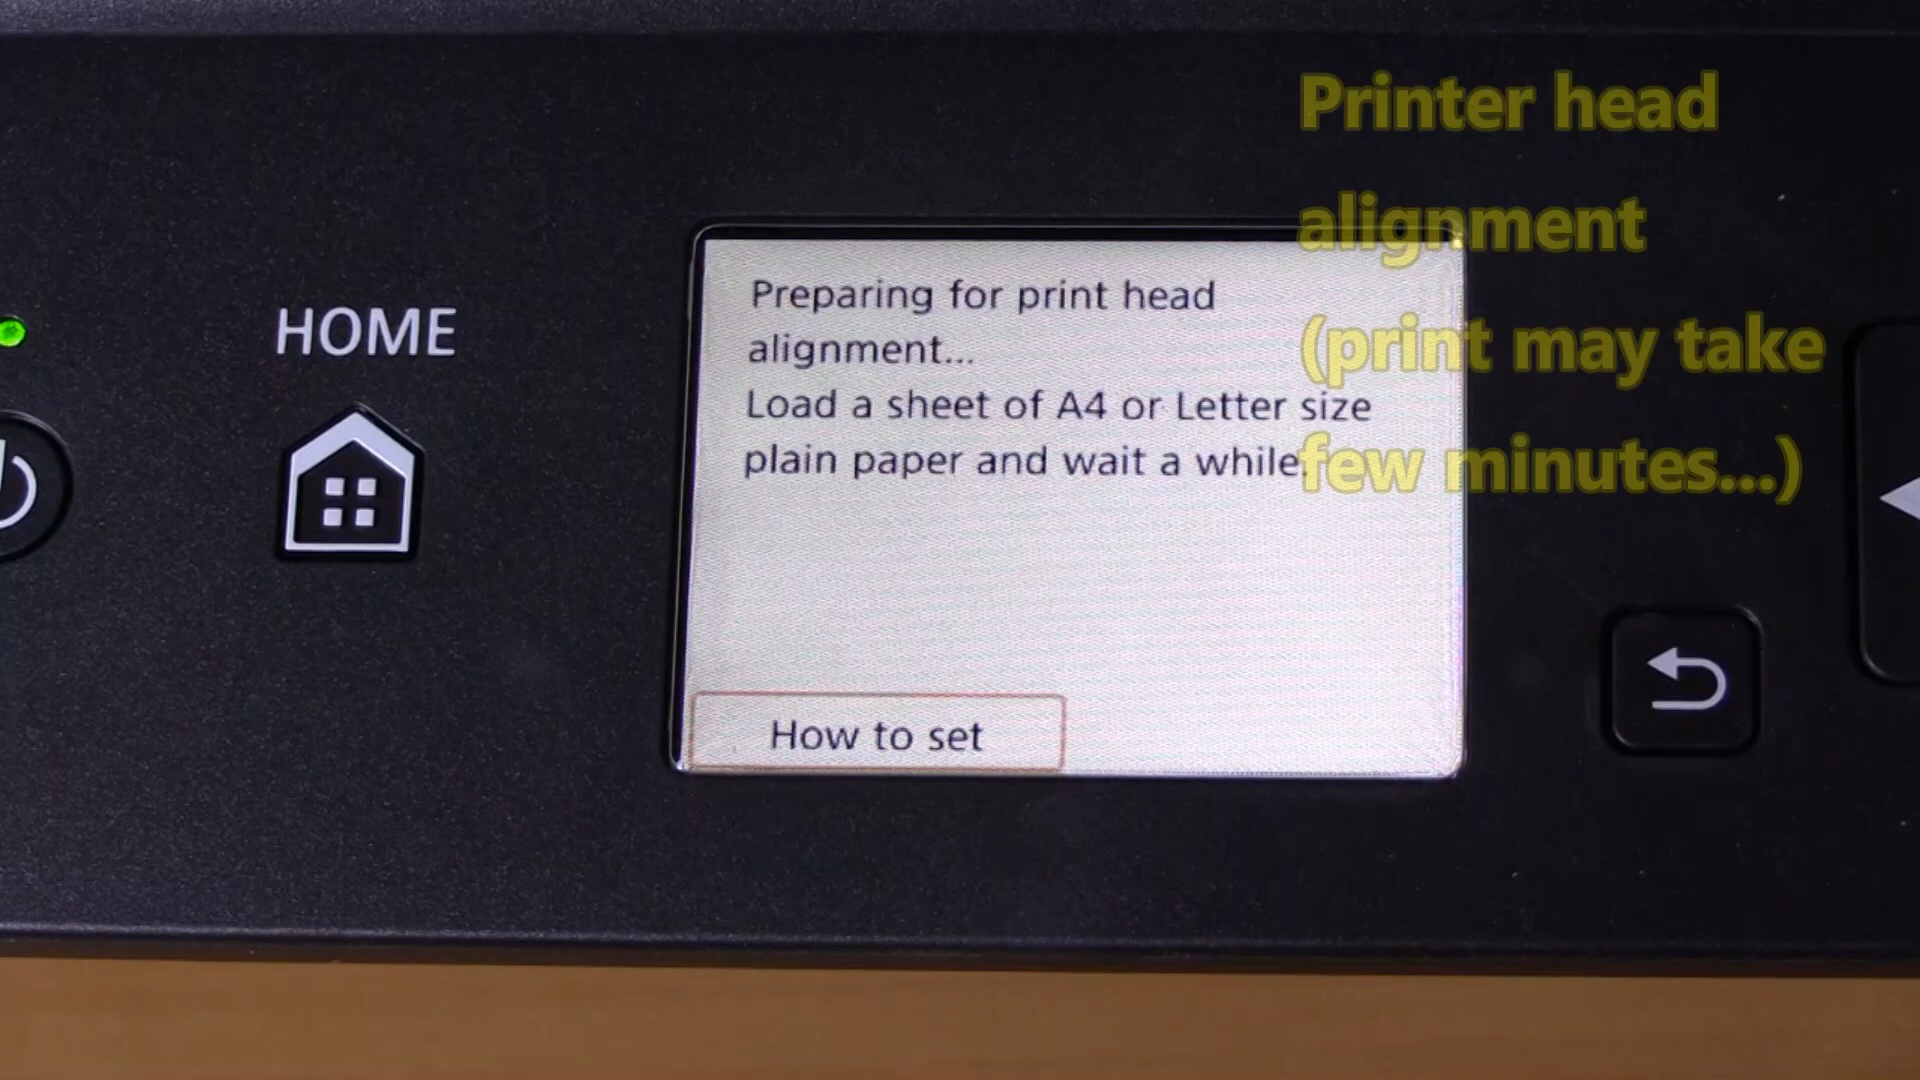 HOME
Preparing for print head
alignment...
Load a sheet of A4 or Letter size
plain paper and wait a while.
How to set
Printer head
alignment
(print may take
few minutes...)